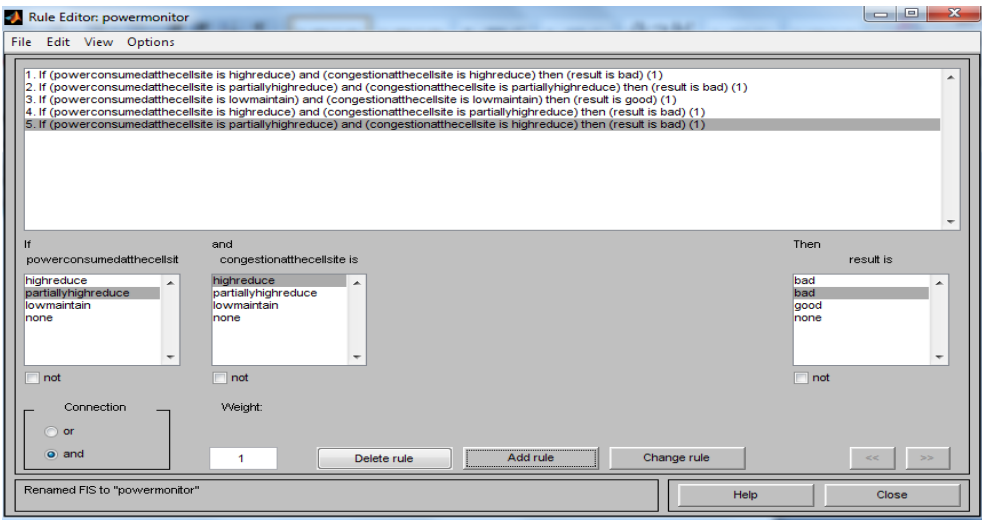 Rule Editor: powermonitor
File Edit View Options
1. If (powerconsumedatthecellsite is highreduce) and (congestionatthecellsite is highreduce) then (result is bad) (1)
2. If (powerconsumedatthecellsite is partiallyhighreduce) and (congestionatthecellsite is partiallyhighreduce) then (result is bad) (1)
3. If (powerconsumedatthecellsite is lowmaintain) and (congestionatthecellsite is lowmaintain) then (result is good) (1)
4. If (powerconsumedatthecellsite is highreduce) and (congestionatthecellsite is partiallyhighreduce) then (result is bad) (1)
5. If (powerconsumedatthecellsite is partiallyhighreduce) and (congestionatthecellsite is highreduce) then (result is bad) (1)
If
powerconsumedatthecellsit
highreduce
partiallyhighreduce
lowmaintain
none
not
and
congestionatthecellsite is
highreduce
partiallyhighreduce
lowmaintain
none
not
Then
result is
bad
bad
good
none
not
Connection
or
and
Weight:
1
Delete rule
Add rule
Change rule
<<
>>
Renamed FIS to "powermonitor"
Help
Close